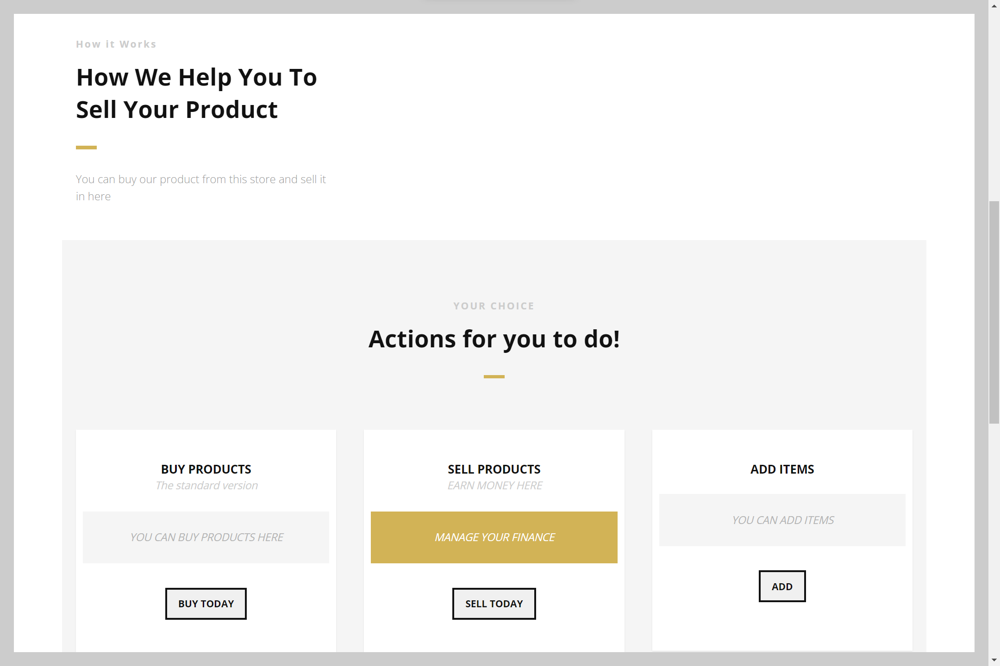 How it Works
How We Help You To
Sell Your Product
You can buy our product from this store and sell it
in here
YOUR CHOICE
Actions for you to do!
BUY PRODUCTS
The standard version
YOU CAN BUY PRODUCTS HERE
BUY TODAY
SELL PRODUCTS
EARN MONEY HERE
MANAGE YOUR FINANCE
SELL TODAY
ADD ITEMS
YOU CAN ADD ITEMS
ADD